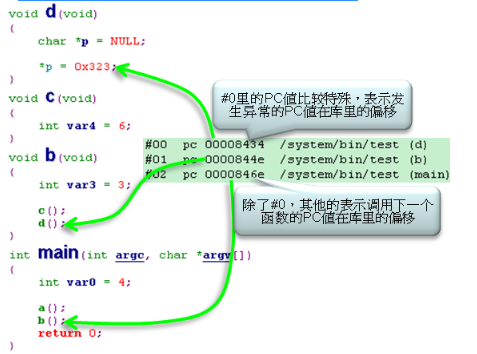 void d(void)
{
char *p = NULL;
*p = 0x323;
}
void c(void)
{
int var4 = 6;
}
void b(void)
{
int var3 = 3;
c();
d();
}
int main(int argc, char *argv[])
{
int var0 = 4;
a();
b();
return 0;
}
#0里的PC值比较特殊，表示发
生异常的PC值在库里的偏移
#00 pc 00008434 /system/bin/test (d)
#01 pc 0000844e /system/bin/test (b)
#02 pc 0000846e /system/bin/test (main)
除了#0，其他的表示调用下一个
函数的PC值在库里的偏移